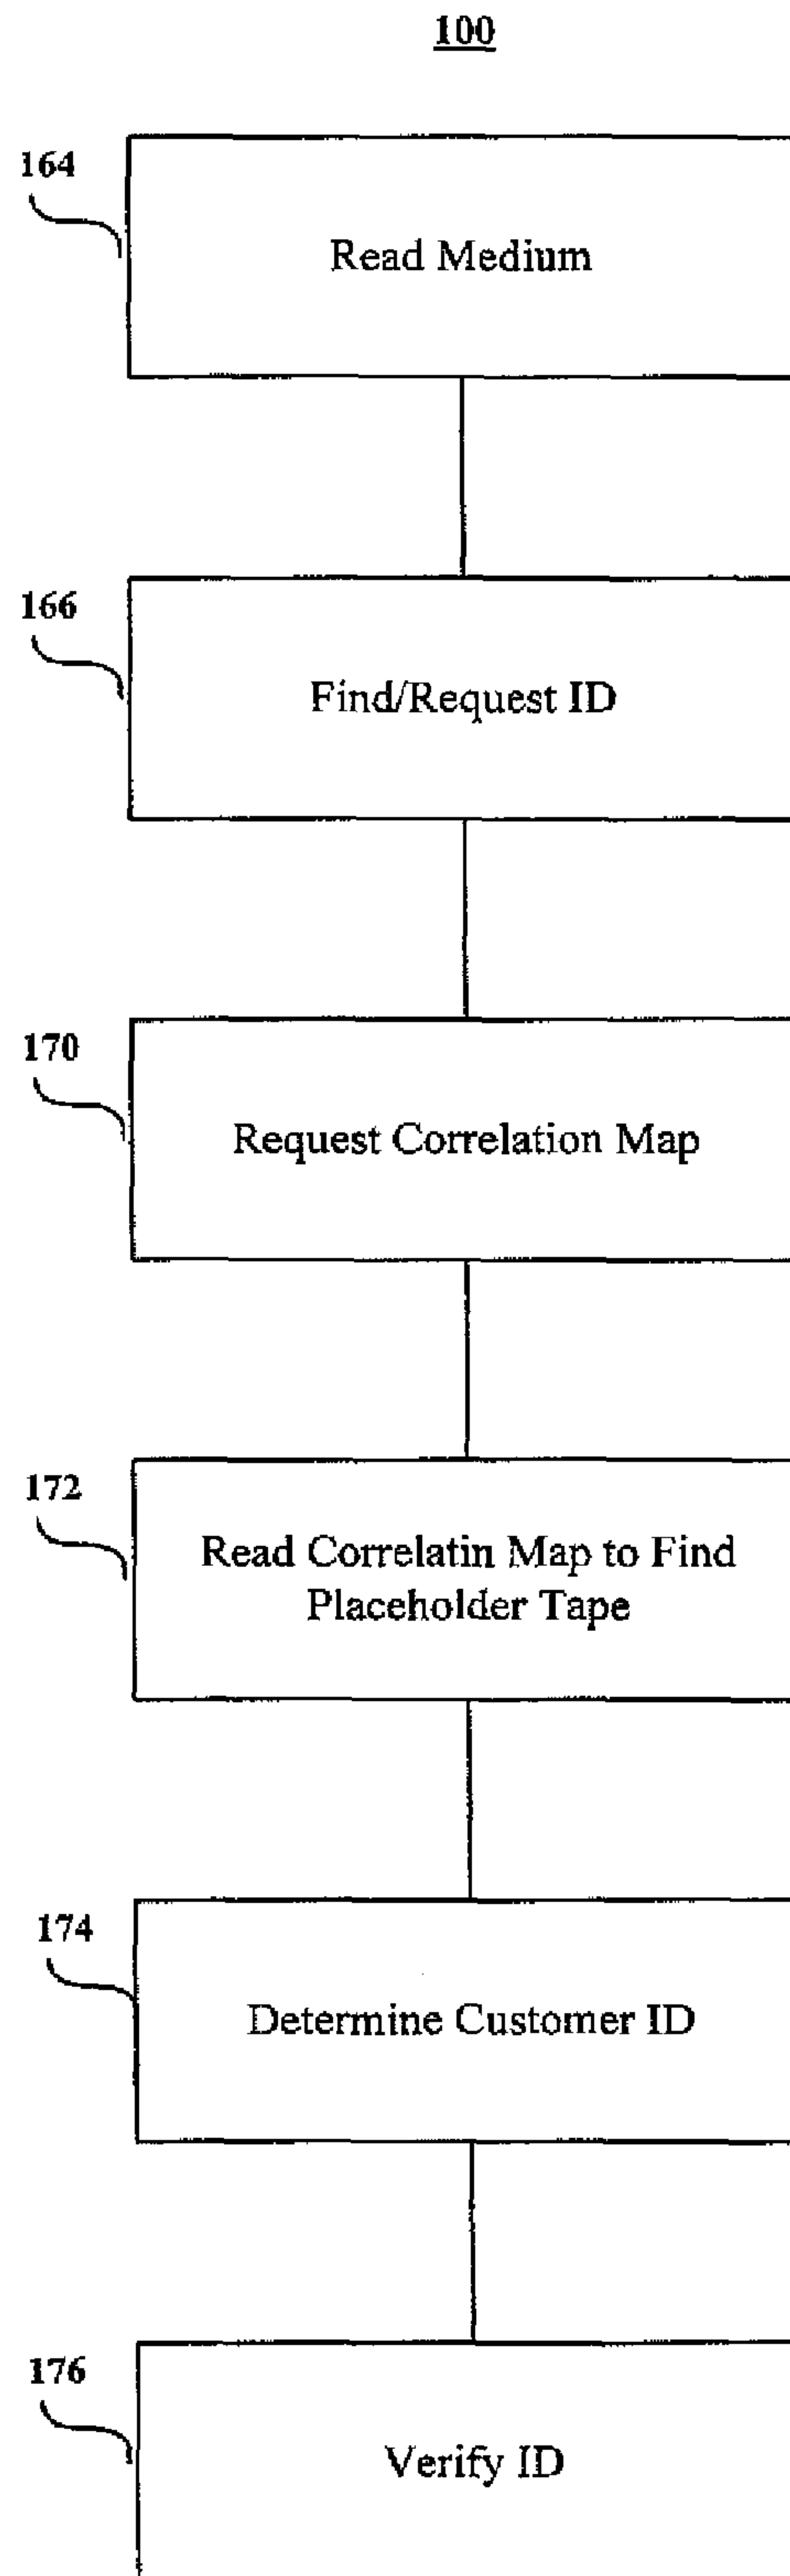 100
164
Read Medium
166
Find/Request ID
170
Request Correlation Map
172
Read Correlatin Map to Find
Placeholder Tape
174
Determine Customer ID
176
Verify ID